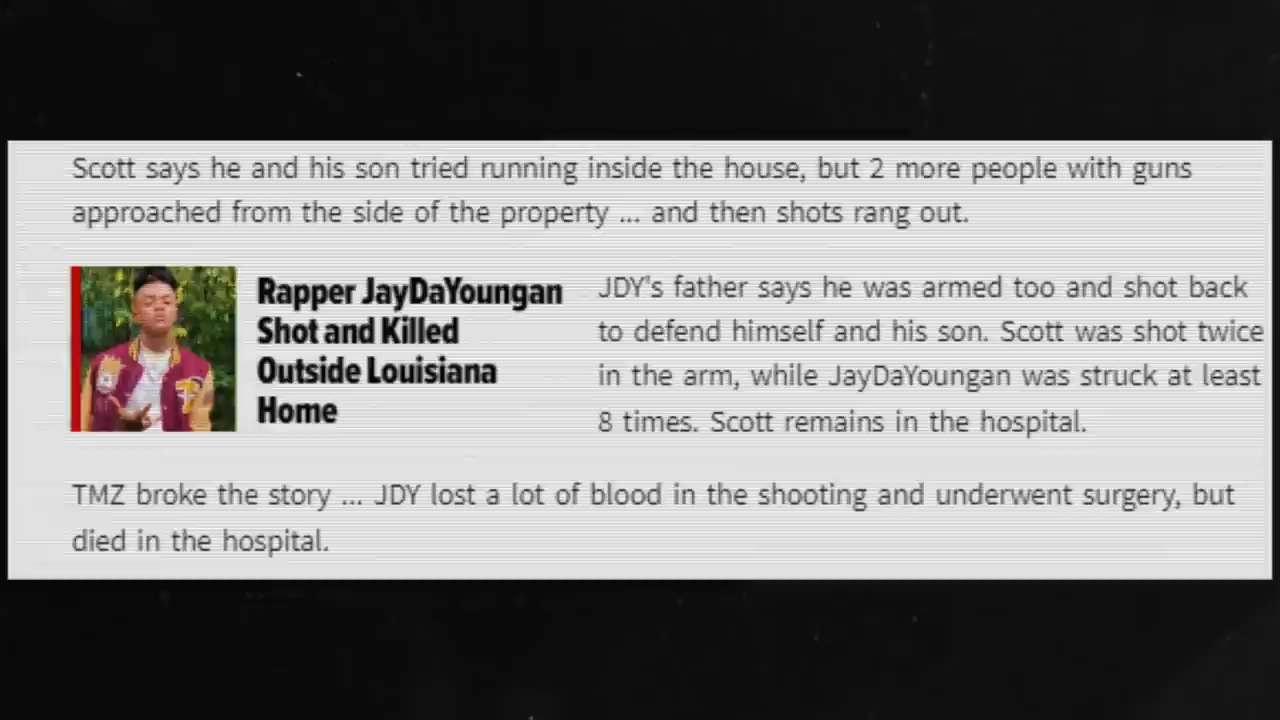 Scott says he and his son tried running inside the house, but 2 more people with guns
approached from the side of the property ... and then shots rang out.
Rapper JayDaYoungan
Shot and Killed
Outside Louisiana
Home
JDY's father says he was armed too and shot back
to defend himself and his son. Scott was shot twice
in the arm, while JayDaYoungan was struck at least
8 times. Scott remains in the hospital.
TMZ broke the story ... JDY lost a lot of blood in the shooting and underwent surgery, but
died in the hospital.